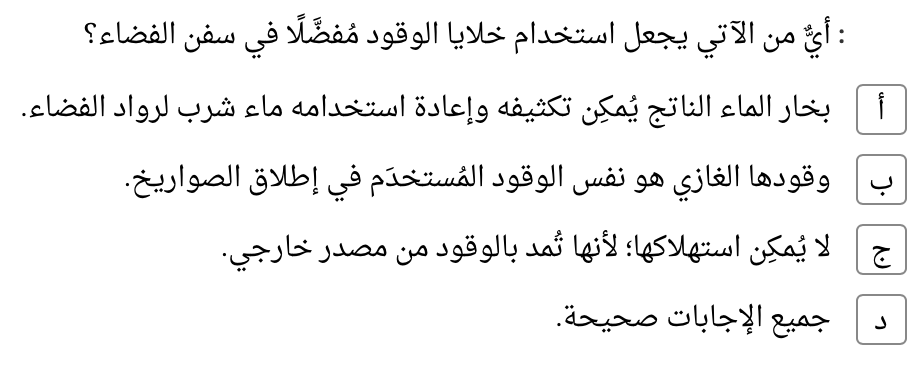 : أيٌّ من الآتي يجعل استخدام خلايا الوقود مُفضَّلًا في سفن الفضاء؟
أ بخار الماء الناتج يُمكِن تكثيفه وإعادة استخدامه ماء شرب لرواد الفضاء.
ب وقودها الغازي هو نفس الوقود المُستخدَم في إطلاق الصواريخ.
ج لا يُمكِن استهلاكها؛ لأنها تُمد بالوقود من مصدر خارجي.
د جميع الإجابات صحيحة.